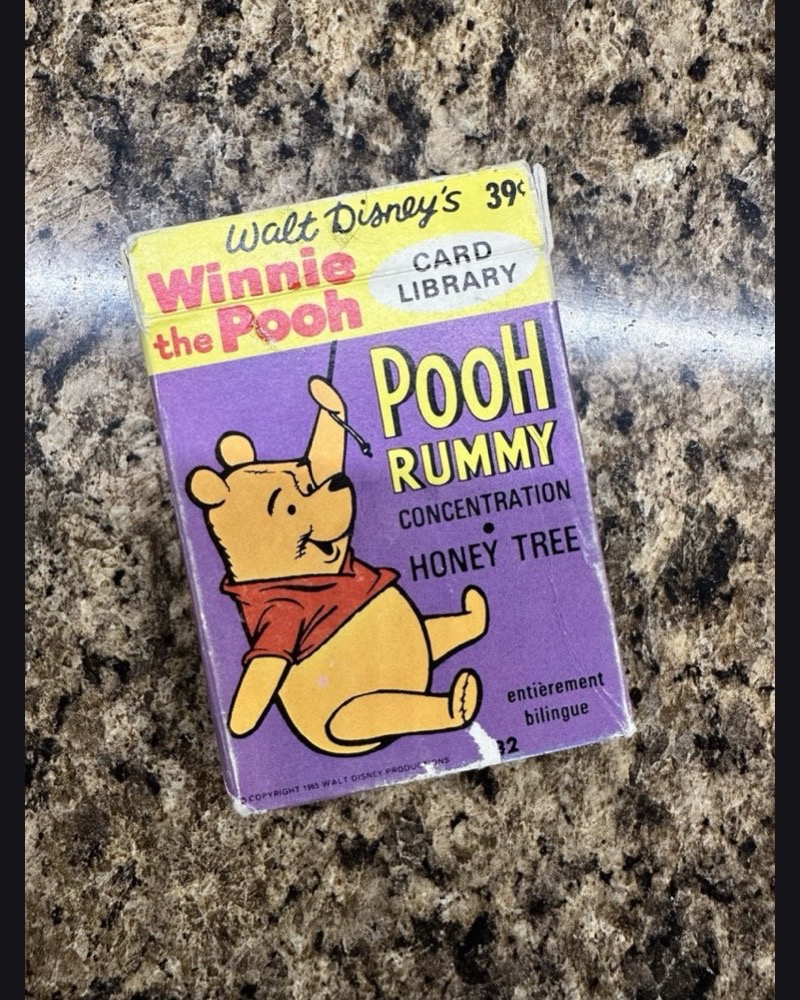 Walt Disney's 39¢
Winnie
the Pooh
CARD
LIBRARY
POOH
RUMMY
CONCENTRATION
•
HONEY TREE
entièrement
bilingue
© COPYRIGHT 1965 WALT DISNEY PRODUCTIONS